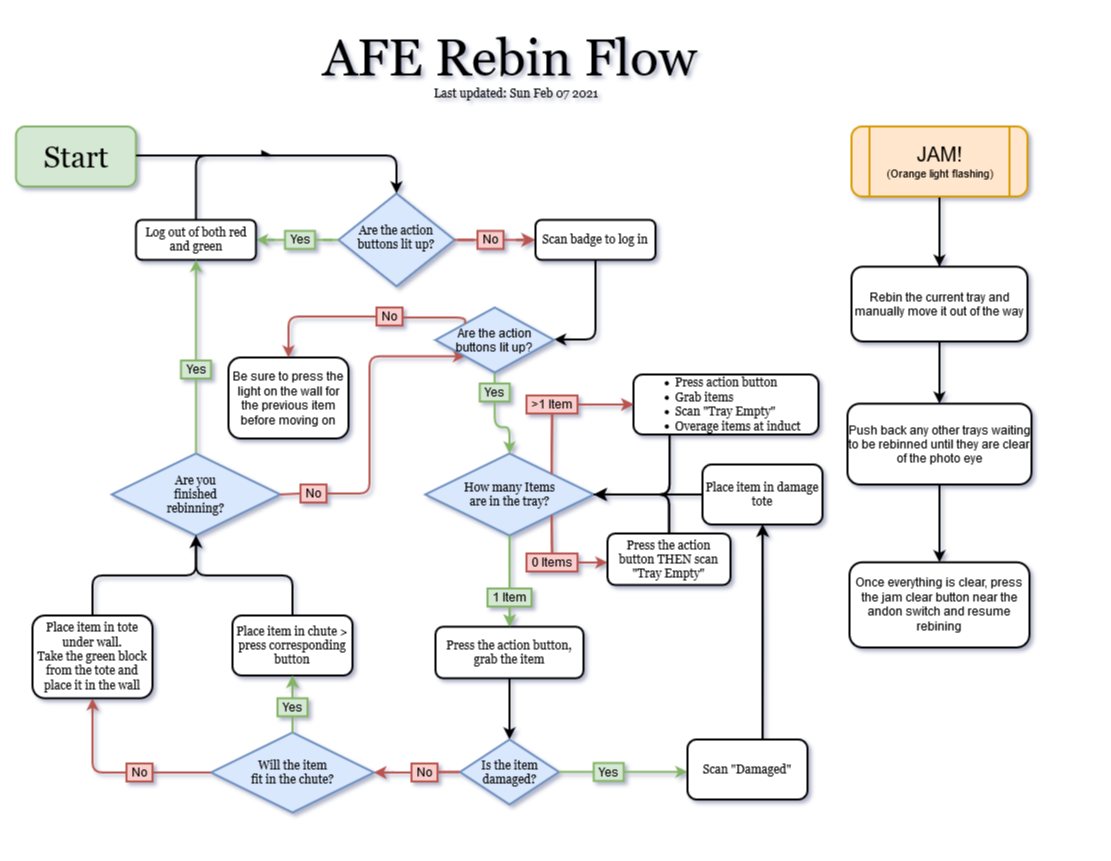 AFE Rebin Flow
Last updated: Sun Feb 07 2021
Start
JAM!
(Orange light flashing)
Log out of both red
and green
Yes
Are the action
buttons lit up?
No
Scan badge to log in
Rebin the current tray and
manually move it out of the way
No
Are the action
buttons lit up?
Yes
Be sure to press the
light on the wall for
the previous item
before moving on
Yes
>1 Item
• Press action button
• Grab items
• Scan "Tray Empty"
• Overage items at induct
Push back any other trays waiting
to be rebinned until they are clear
of the photo eye
Are you
finished
rebinning?
No
How many Items
are in the tray?
Place item in damage
tote
0 Items
Press the action
button THEN scan
"Tray Empty"
Once everything is clear, press
the jam clear button near the
andon switch and resume
rebining
1 Item
Place item in tote
under wall.
Take the green block
from the tote and
place it in the wall
Place item in chute >
press corresponding
button
Press the action button,
grab the item
Yes
No
Will the item
fit in the chute?
No
Is the item
damaged?
Yes
Scan "Damaged"